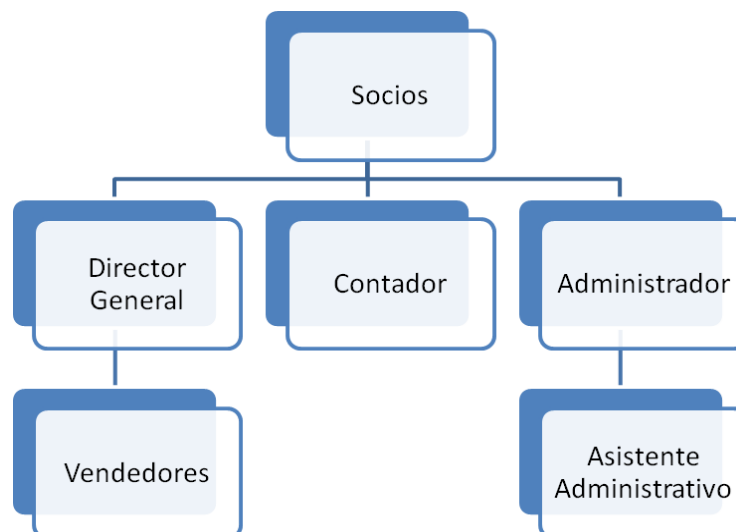 Socios
Director
General
Contador
Administrador
Vendedores
Asistente
Administrativo